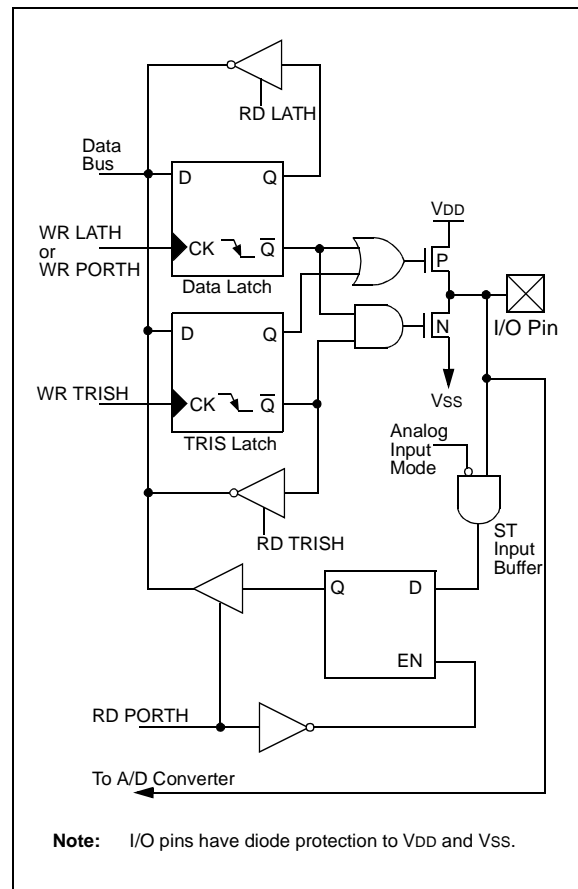 RD LATH
Data
Bus
D Q
WR LATH
or
WR PORTH
CK Q
Data Latch
VDD
P
I/O Pin
N
VSS
D Q
WR TRISH
CK Q
TRIS Latch
Analog
Input
Mode
RD TRISH
ST
Input
Buffer
Q D
EN
RD PORTH
To A/D Converter
Note: I/O pins have diode protection to VDD and VSS.